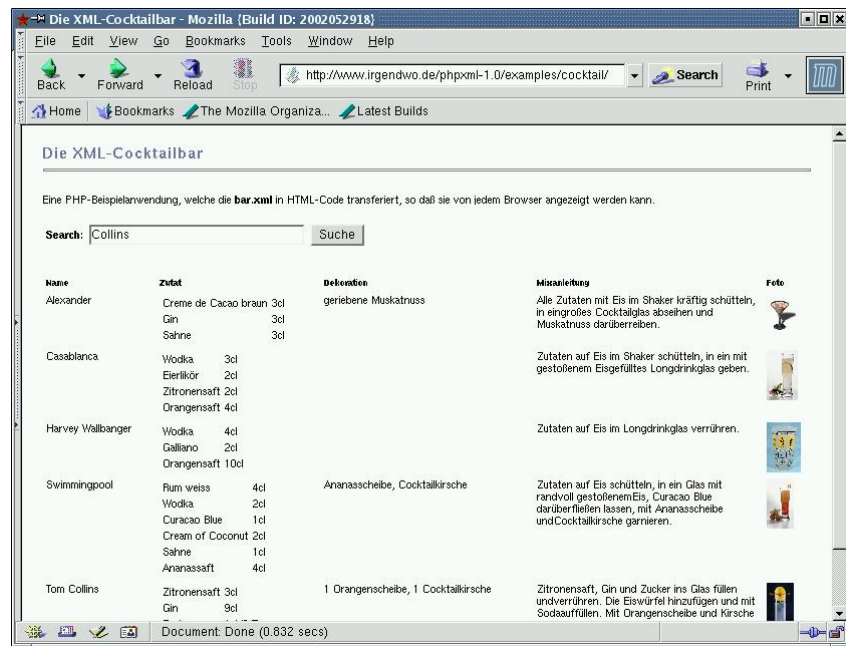 Die XML-Cocktailbar - Mozilla {Build ID: 2002052918}
File Edit View Go Bookmarks Tools Window Help
Back Forward Reload Stop http://www.irgendwo.de/phpxml-1.0/examples/cocktail/ Search Print
Home Bookmarks The Mozilla Organiza... Latest Builds
Die XML-Cocktailbar
Eine PHP-Beispielanwendung, welche die bar.xml in HTML-Code transferiert, so daß sie von jedem Browser angezeigt werden kann.
Search: Collins Suche
Name Zutat Dekoration Mixanleitung Foto
Alexander
Creme de Cacao braun 3cl
Gin 3cl
Sahne 3cl
geriebene Muskatnuss
Alle Zutaten mit Eis im Shaker kräftig schütteln,
in eingroßes Cocktailglas abseihen und
Muskatnuss darüberreiben.
Casablanca
Wodka 3cl
Eierlikör 2cl
Zitronensaft 2cl
Orangensaft 4cl
Zutaten auf Eis im Shaker schütteln, in ein mit
gestoßenem Eisgefülltes Longdrinkglas geben.
Harvey Wallbanger
Wodka 4cl
Galliano 2cl
Orangensaft 10cl
Zutaten auf Eis im Longdrinkglas verrühren.
Swimmingpool
Rum weiss 4cl
Wodka 2cl
Curacao Blue 1cl
Cream of Coconut 2cl
Sahne 1cl
Ananassaft 4cl
Ananasscheibe, Cocktailkirsche
Zutaten auf Eis schütteln, in ein Glas mit
randvoll gestoßenemEis, Curacao Blue
darüberfließen lassen, mit Ananasscheibe
undCocktailkirsche garnieren.
Tom Collins
Zitronensaft 3cl
Gin 9cl
1 Orangenscheibe, 1 Cocktailkirsche
Zitronensaft, Gin und Zucker ins Glas füllen
undverrühren. Die Eiswürfel hinzufügen und mit
Sodaauffüllen. Mit Orangenscheibe und Kirsche
Document: Done (0.832 secs)